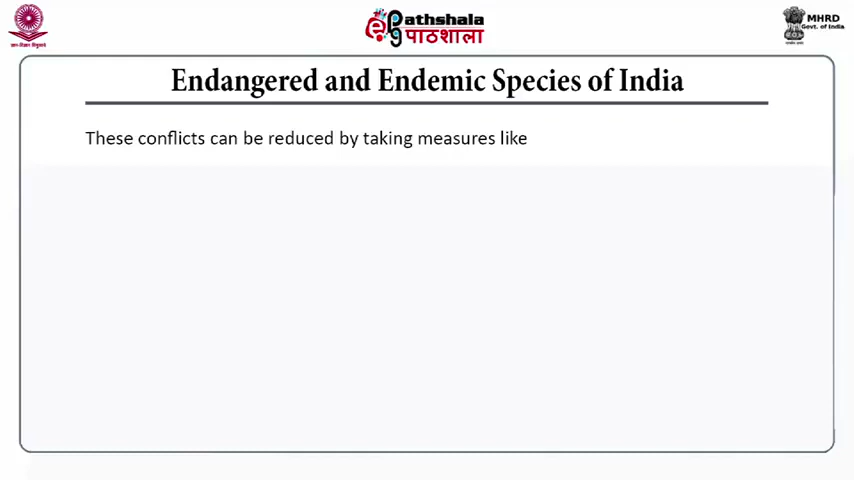 Pathshala
पाठशाला
MHRD
Govt. of India
Endangered and Endemic Species of India
These conflicts can be reduced by taking measures like